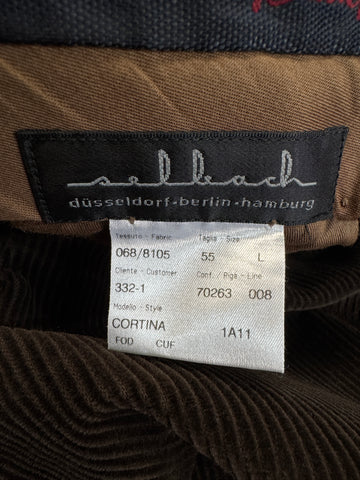 selbach
düsseldorf·berlin·hamburg
Tessuto - Fabric Taglia - Size
068/8105 55 L
Cliente - Customer Conf./Riga - Line
332-1 70263 008
Modello - Style
CORTINA 1A11
FOD CUF